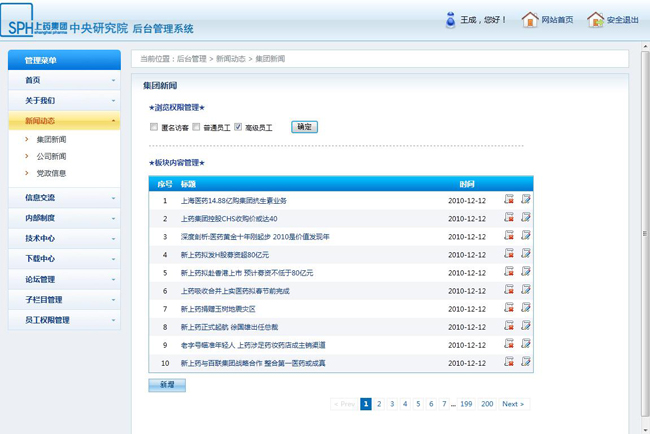 SPH 上药集团 shanghai pharma 中央研究院 后台管理系统
王成，您好！ 网站首页 安全退出
管理菜单
首页
关于我们
新闻动态
集团新闻
公司新闻
党政信息
信息交流
内部制度
技术中心
下载中心
论坛管理
子栏目管理
员工权限管理
当前位置：后台管理 > 新闻动态 > 集团新闻
集团新闻
★浏览权限管理★
匿名访客 普通员工 高级员工 确定
★板块内容管理★
序号 标题 时间
1 上海医药14.88亿购集团抗生素业务 2010-12-12
2 上药集团控股CHS收购价或达40 2010-12-12
3 深度剖析:医药黄金十年刚起步 2010是价值发现年 2010-12-12
4 新上药拟发H股募资超80亿元 2010-12-12
5 新上药拟赴香港上市 预计募资不低于80亿元 2010-12-12
6 上药吸收合并上实医药拟春节前完成 2010-12-12
7 新上药捐赠玉树地震灾区 2010-12-12
8 新上药正式起航 徐国雄出任总裁 2010-12-12
9 老字号瞄准年轻人 上药涉足药妆药店成主销渠道 2010-12-12
10 新上药与百联集团战略合作 整合第一医药或成真 2010-12-12
新增
< Prev 1 2 3 4 5 6 7 ... 199 200 Next >